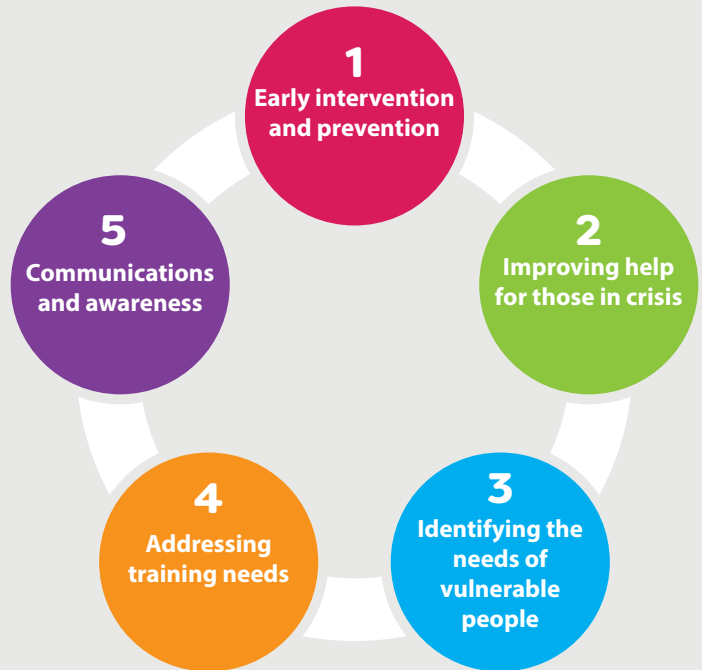 1
Early intervention
and prevention
2
Improving help
for those in crisis
3
Identifying the
needs of
vulnerable
people
4
Addressing
training needs
5
Communications
and awareness